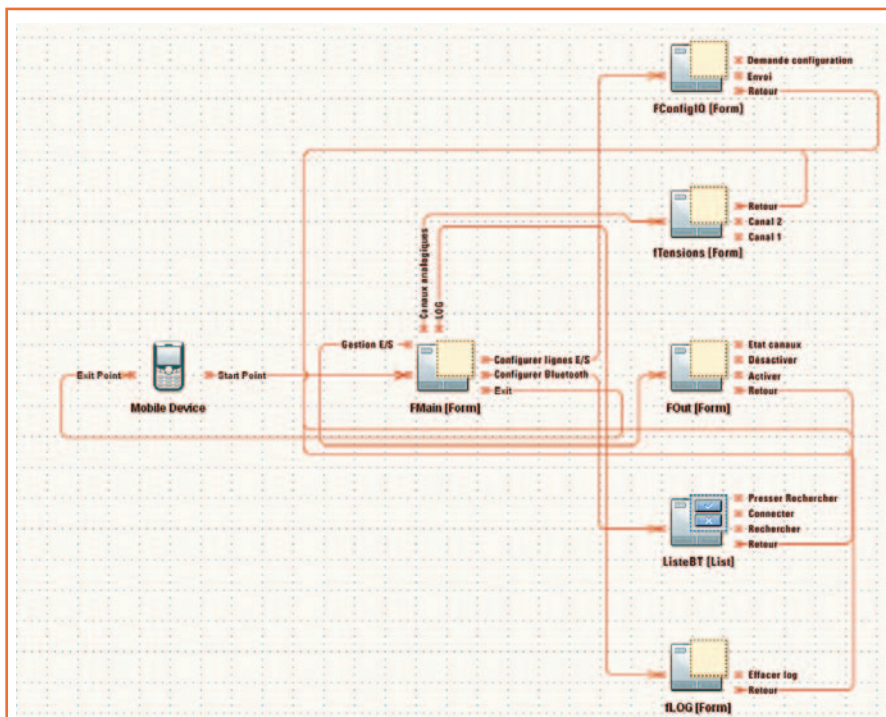 Demande configuration
Envoi
Retour
FConfigIO [Form]
Retour
Canal 2
Canal 1
fTensions [Form]
Canaux analogiques
LOG
Gestion E/S
Configurer lignes E/S
Configurer Bluetooth
Exit
FMain [Form]
Exit Point
Start Point
Mobile Device
Etat canaux
Désactiver
Activer
Retour
FOut [Form]
Presser Rechercher
Connecter
Rechercher
Retour
ListeBT [List]
Effacer log
Retour
fLOG [Form]